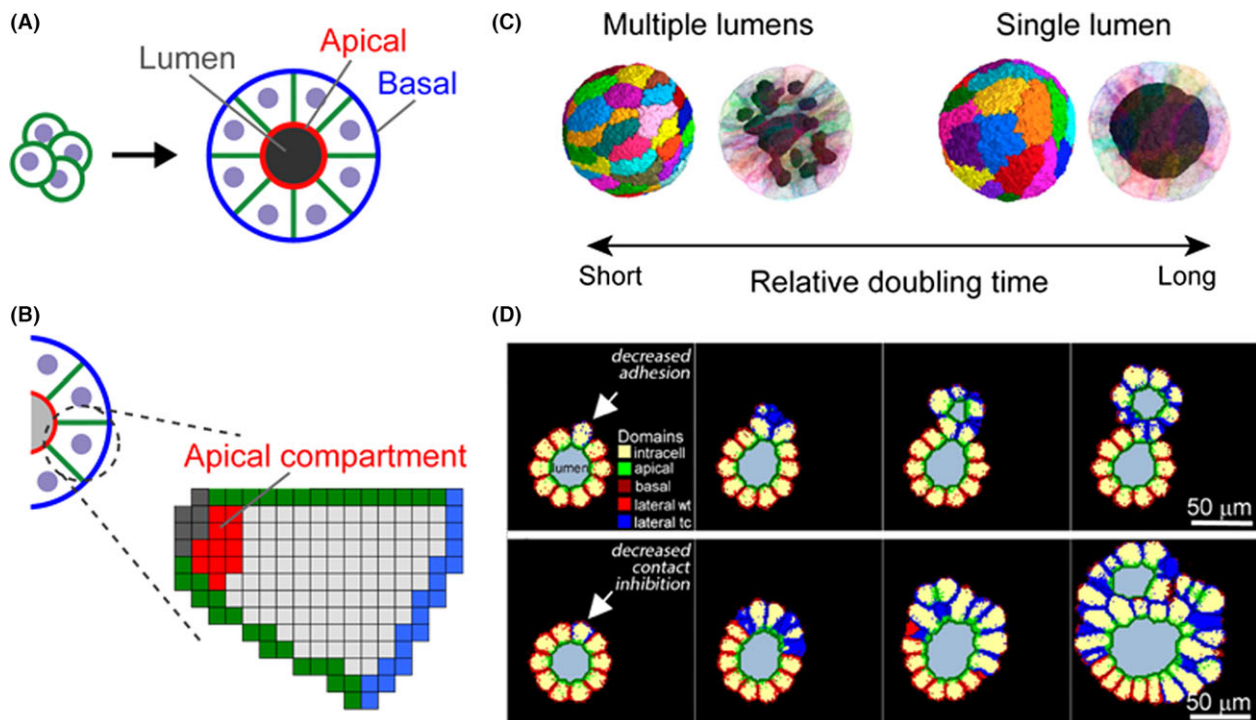 (A)
Lumen
Apical
Basal
(B)
Apical compartment
(C)
Multiple lumens
Single lumen
Short
Relative doubling time
Long
(D)
decreased
adhesion
Domains
intracell
apical
basal
lateral wt
lateral tc
lumen
50 μm
decreased
contact
inhibition
50 μm